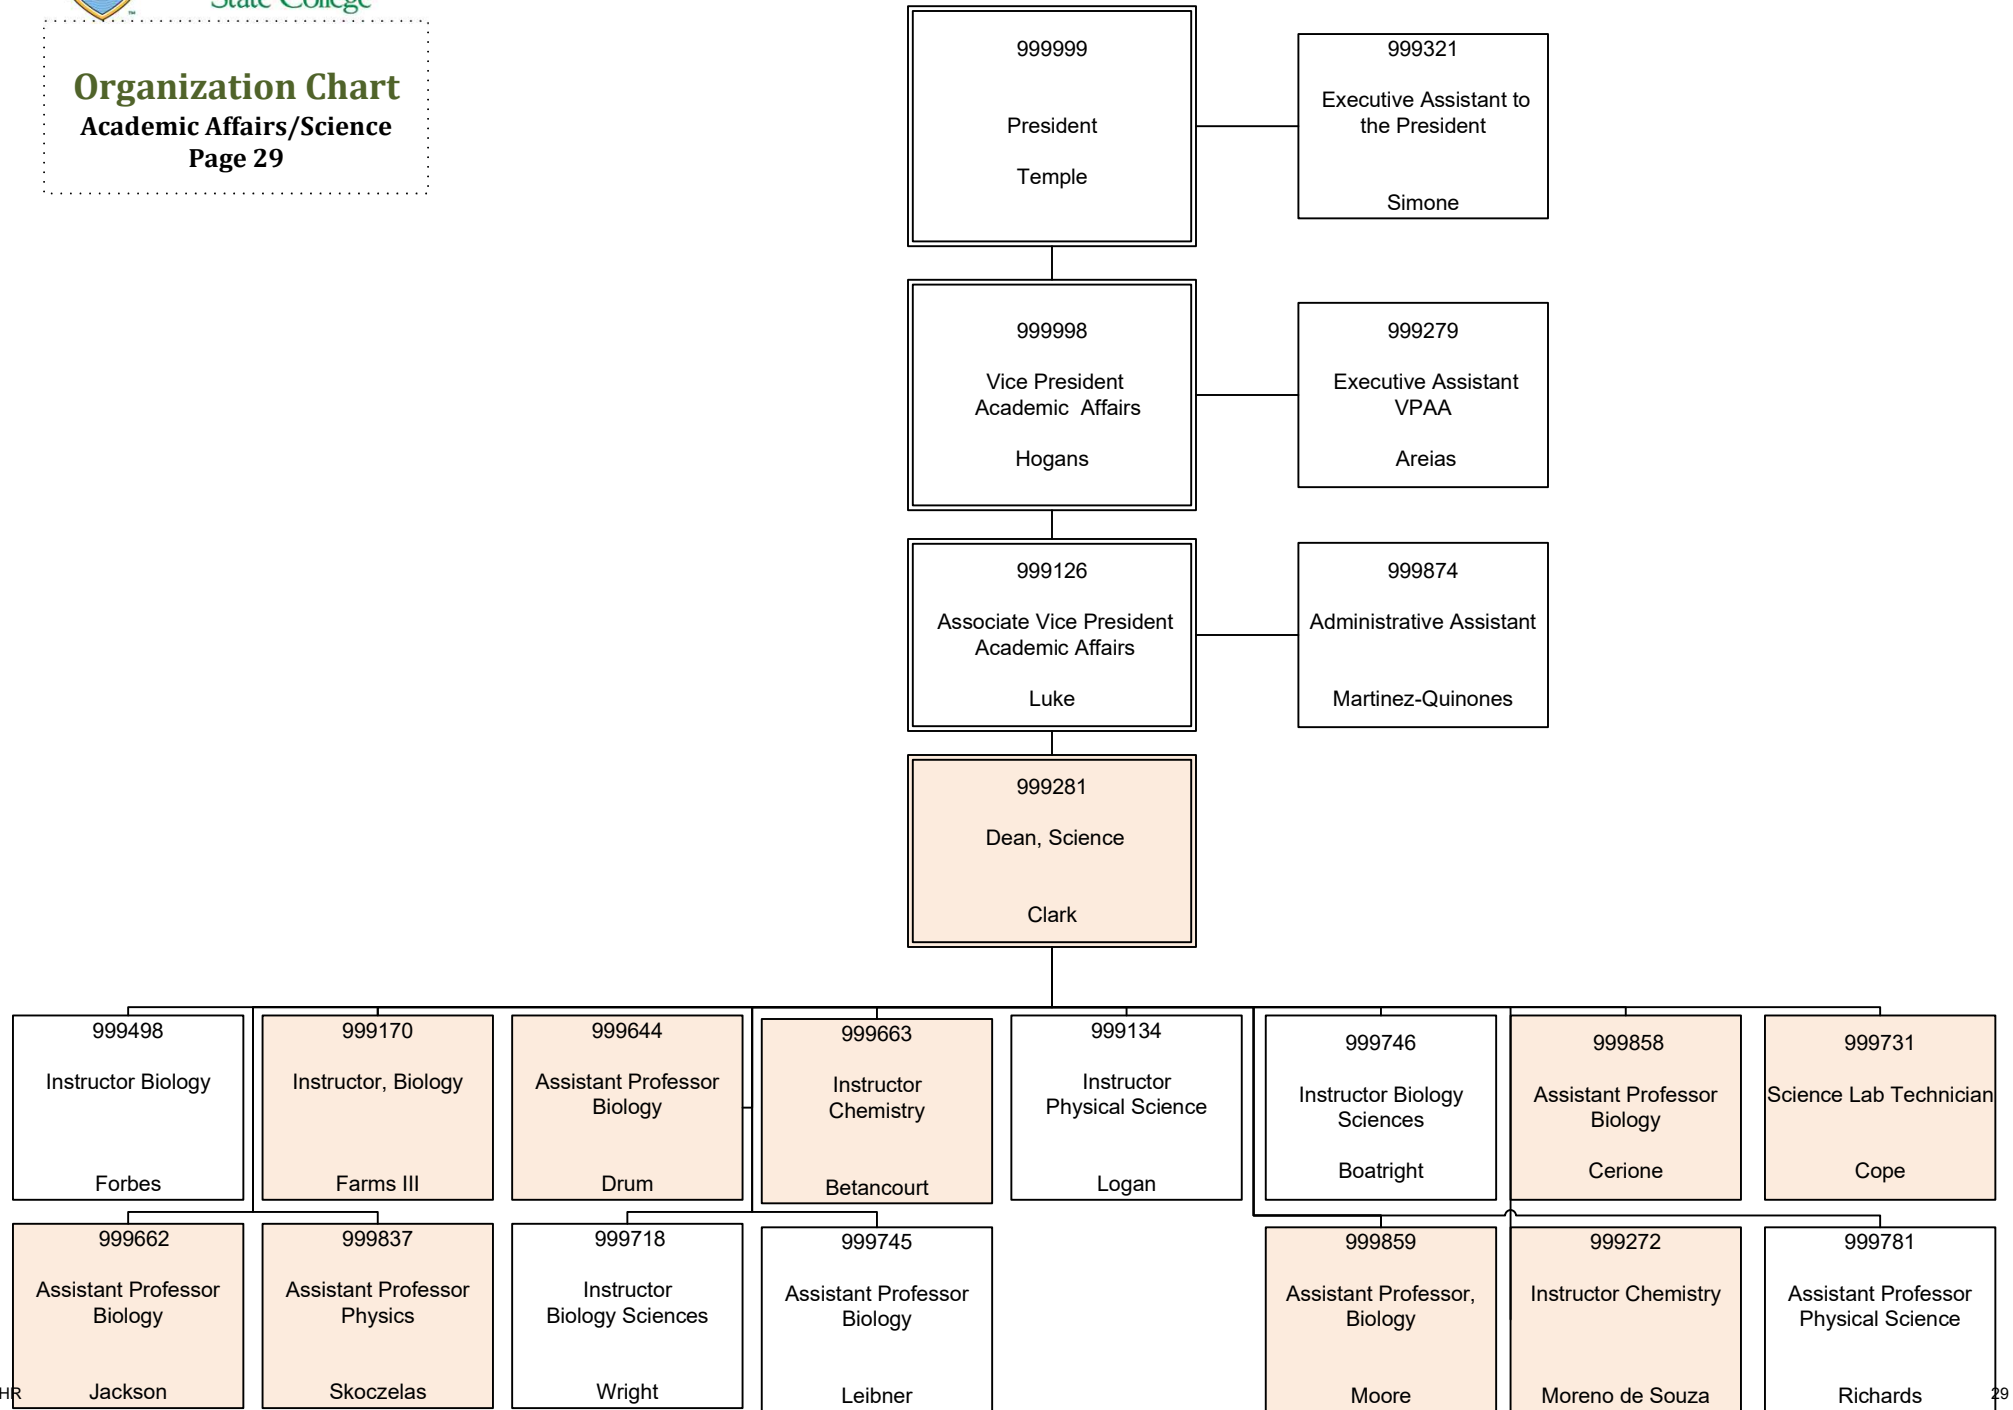 State College
Organization Chart
Academic Affairs/Science
Page 29
999999
President
Temple
999321
Executive Assistant to
the President
Simone
999998
Vice President
Academic Affairs
Hogans
999279
Executive Assistant
VPAA
Areias
999126
Associate Vice President
Academic Affairs
Luke
999874
Administrative Assistant
Martinez-Quinones
999281
Dean, Science
Clark
999498
Instructor Biology
Forbes
999170
Instructor, Biology
Farms III
999644
Assistant Professor
Biology
Drum
999663
Instructor
Chemistry
Betancourt
999134
Instructor
Physical Science
Logan
999746
Instructor Biology
Sciences
Boatright
999858
Assistant Professor
Biology
Cerione
999731
Science Lab Technician
Cope
999662
Assistant Professor
Biology
Jackson
999837
Assistant Professor
Physics
Skoczelas
999718
Instructor
Biology Sciences
Wright
999745
Assistant Professor
Biology
Leibner
999859
Assistant Professor,
Biology
Moore
999272
Instructor Chemistry
Moreno de Souza
999781
Assistant Professor
Physical Science
Richards
HR
29